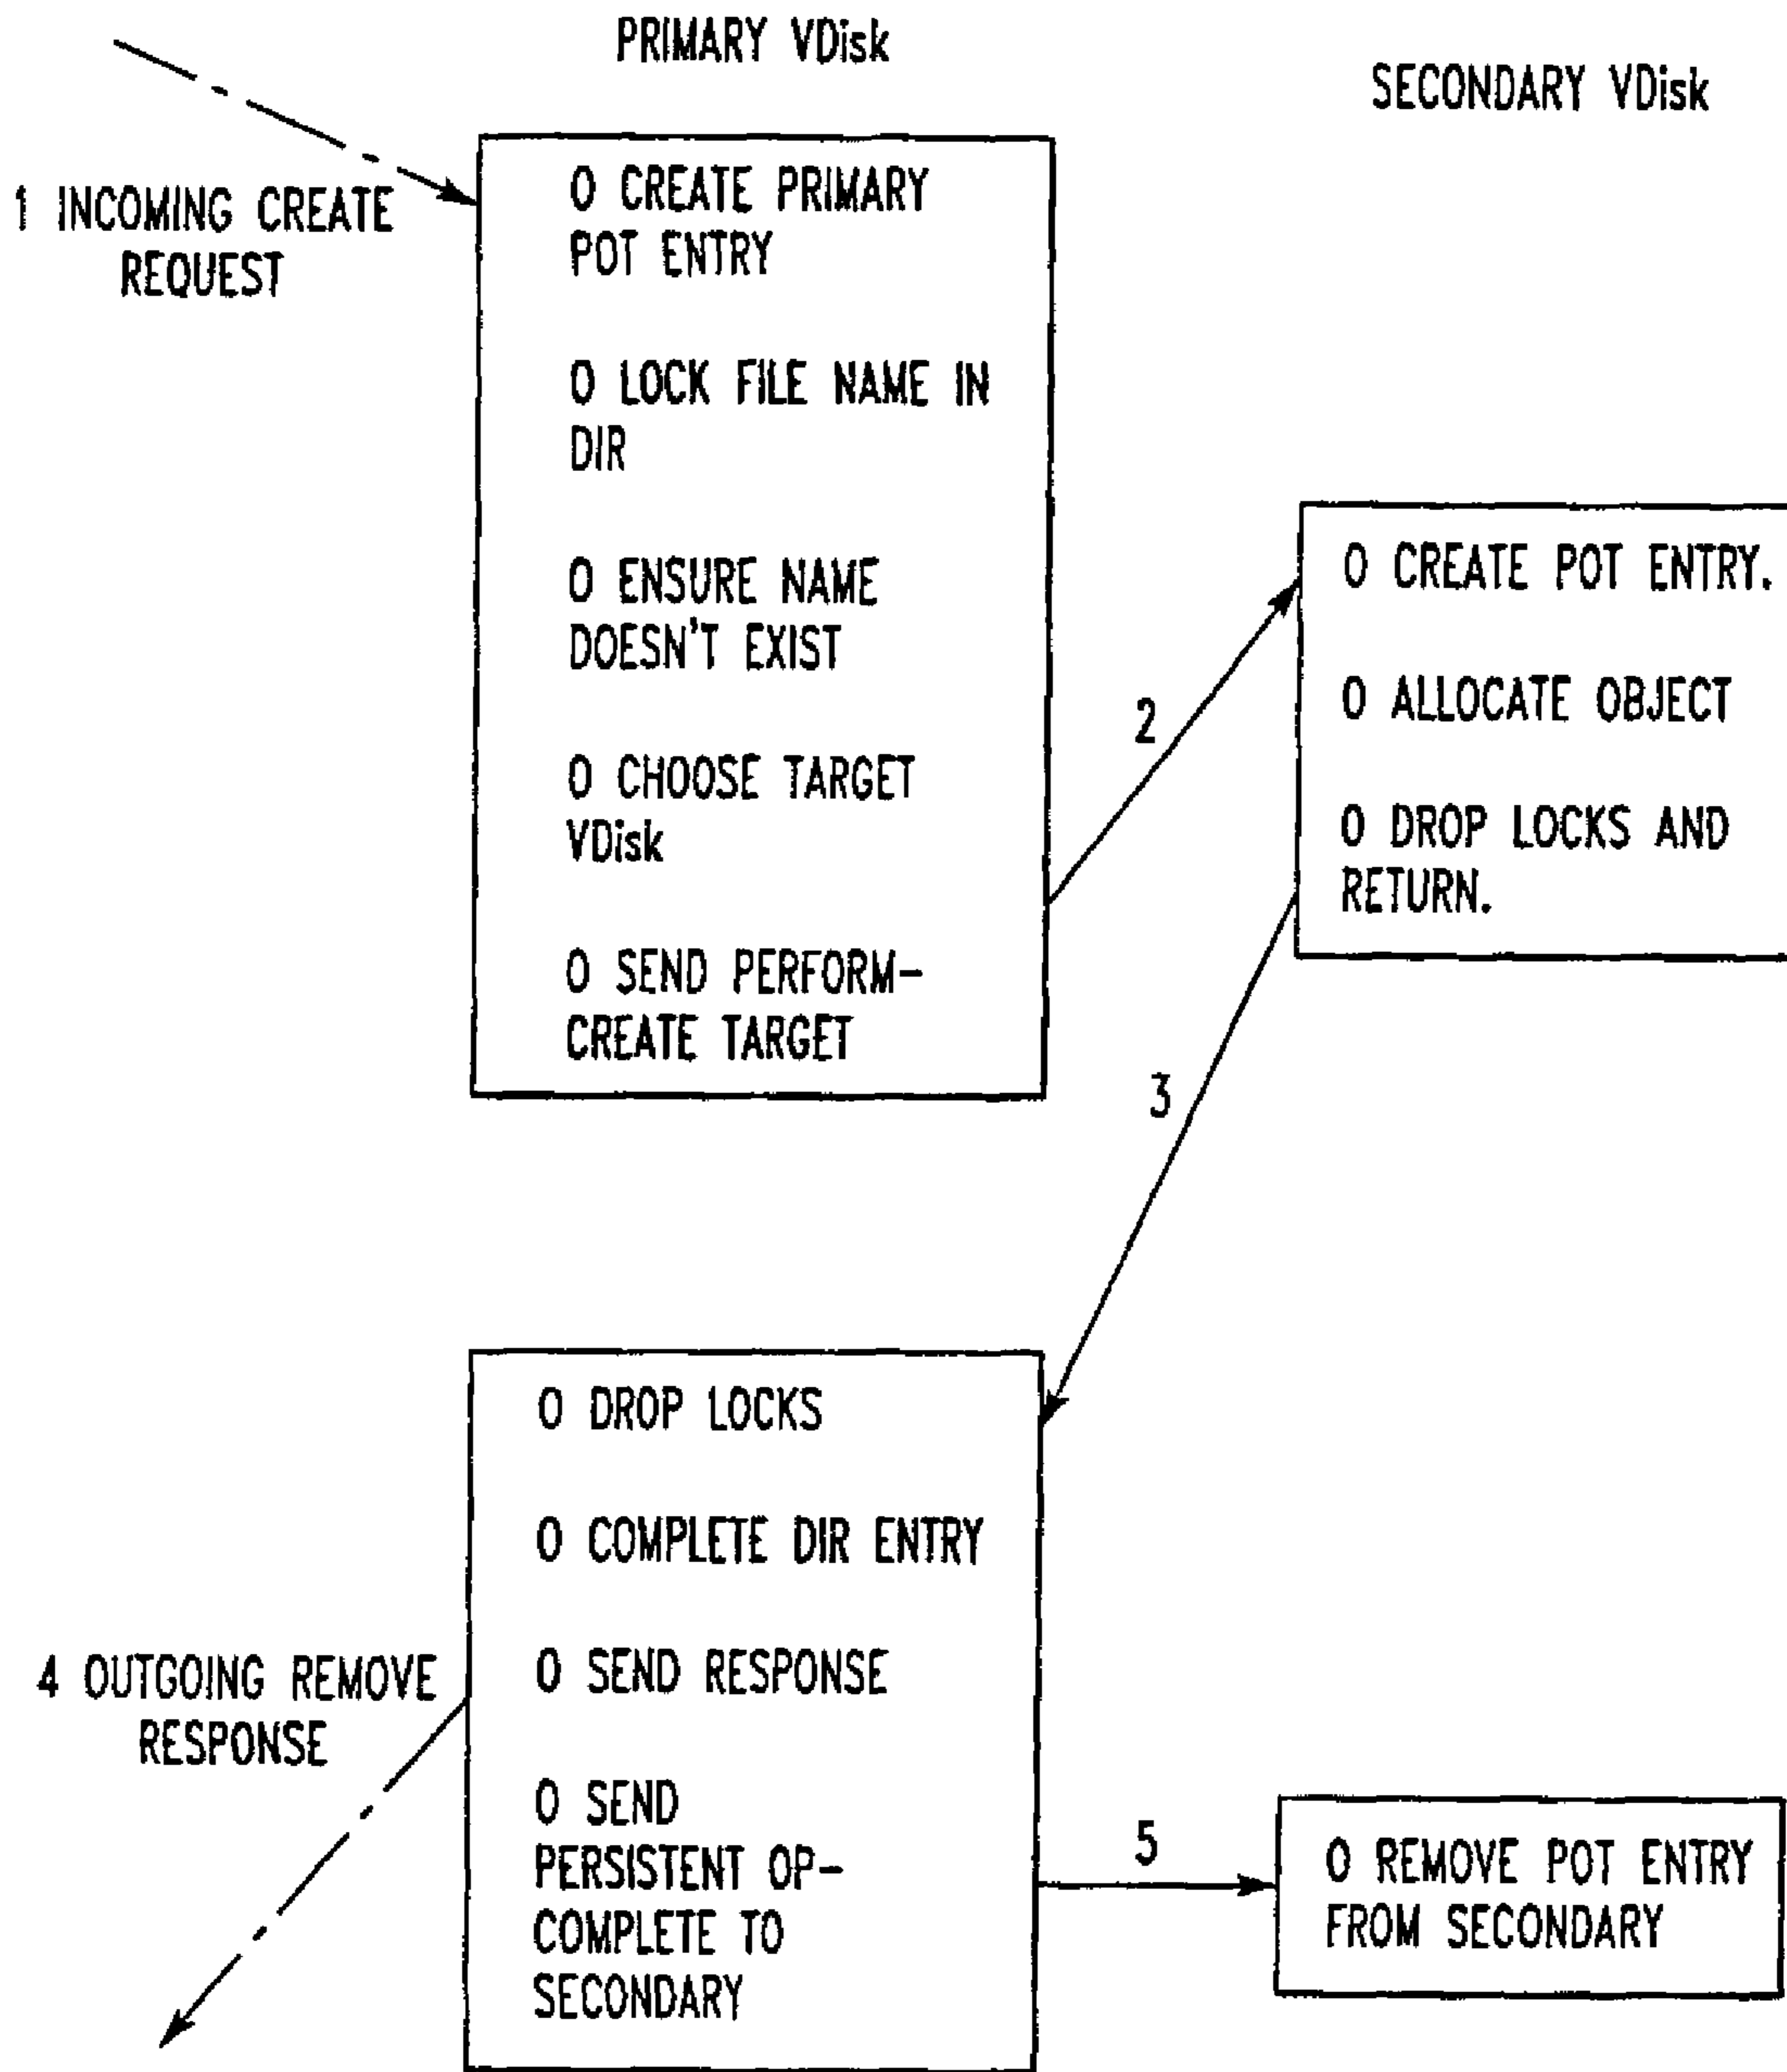 PRIMARY VDisk
SECONDARY VDisk
1 INCOMING CREATE
REQUEST
O CREATE PRIMARY
POT ENTRY
O LOCK FILE NAME IN
DIR
O ENSURE NAME
DOESN'T EXIST
O CHOOSE TARGET
VDisk
O SEND PERFORM-
CREATE TARGET
2
O CREATE POT ENTRY.
O ALLOCATE OBJECT
O DROP LOCKS AND
RETURN.
3
O DROP LOCKS
O COMPLETE DIR ENTRY
O SEND RESPONSE
O SEND
PERSISTENT OP-
COMPLETE TO
SECONDARY
4 OUTGOING REMOVE
RESPONSE
5
O REMOVE POT ENTRY
FROM SECONDARY